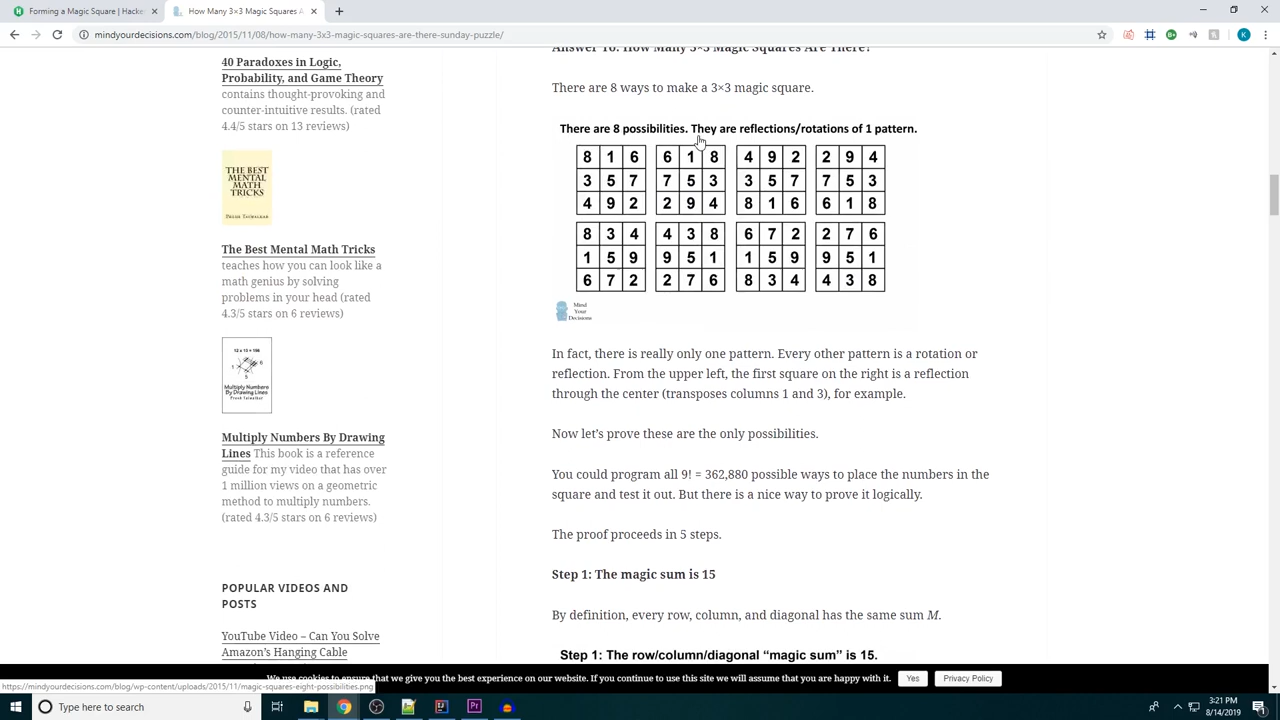 Forming a Magic Square | Hacke
How Many 3×3 Magic Squares A
mindyourdecisions.com/blog/2015/11/08/how-many-3x3-magic-squares-are-there-sunday-puzzle/
K
40 Paradoxes in Logic,
Probability, and Game Theory
contains thought-provoking and
counter-intuitive results. (rated
4.4/5 stars on 13 reviews)
THE BEST
MENTAL
MATH
TRICKS
The Best Mental Math Tricks
teaches how you can look like a
math genius by solving
problems in your head (rated
4.3/5 stars on 6 reviews)
Multiply Numbers
By Drawing Lines
Multiply Numbers By Drawing
Lines This book is a reference
guide for my video that has over
1 million views on a geometric
method to multiply numbers.
(rated 4.3/5 stars on 6 reviews)
POPULAR VIDEOS AND
POSTS
YouTube Video – Can You Solve
Amazon's Hanging Cable
Answer To: How Many 3×3 Magic Squares Are There?
There are 8 ways to make a 3×3 magic square.
There are 8 possibilities. They are reflections/rotations of 1 pattern.
8 1 6 6 1 8 4 9 2 2 9 4
3 5 7 7 5 3 3 5 7 7 5 3
4 9 2 2 9 4 8 1 6 6 1 8
8 3 4 4 3 8 6 7 2 2 7 6
1 5 9 9 5 1 1 5 9 9 5 1
6 7 2 2 7 6 8 3 4 4 3 8
Mind
Your
Decisions
In fact, there is really only one pattern. Every other pattern is a rotation or
reflection. From the upper left, the first square on the right is a reflection
through the center (transposes columns 1 and 3), for example.
Now let's prove these are the only possibilities.
You could program all 9! = 362,880 possible ways to place the numbers in the
square and test it out. But there is a nice way to prove it logically.
The proof proceeds in 5 steps.
Step 1: The magic sum is 15
By definition, every row, column, and diagonal has the same sum M.
Step 1: The row/column/diagonal “magic sum” is 15.
We use cookies to ensure that we give you the best experience on our website. If you continue to use this site we will assume that you are happy with it.
Yes
Privacy Policy
https://mindyourdecisions.com/blog/wp-content/uploads/2015/11/magic-squares-eight-possibilities.png
Type here to search
Pr
3:21 PM
8/14/2019